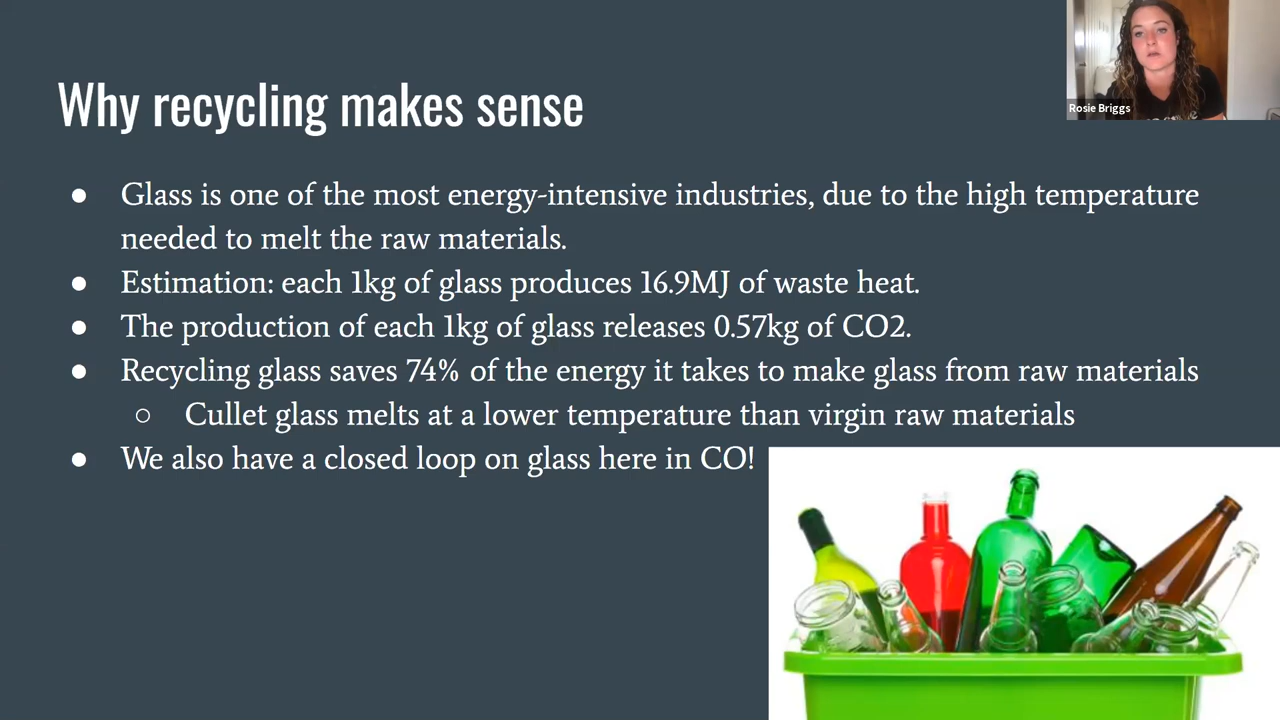 Rosie Briggs
Why recycling makes sense
● Glass is one of the most energy-intensive industries, due to the high temperature
needed to melt the raw materials.
● Estimation: each 1kg of glass produces 16.9MJ of waste heat.
● The production of each 1kg of glass releases 0.57kg of CO2.
● Recycling glass saves 74% of the energy it takes to make glass from raw materials
○ Cullet glass melts at a lower temperature than virgin raw materials
● We also have a closed loop on glass here in CO!